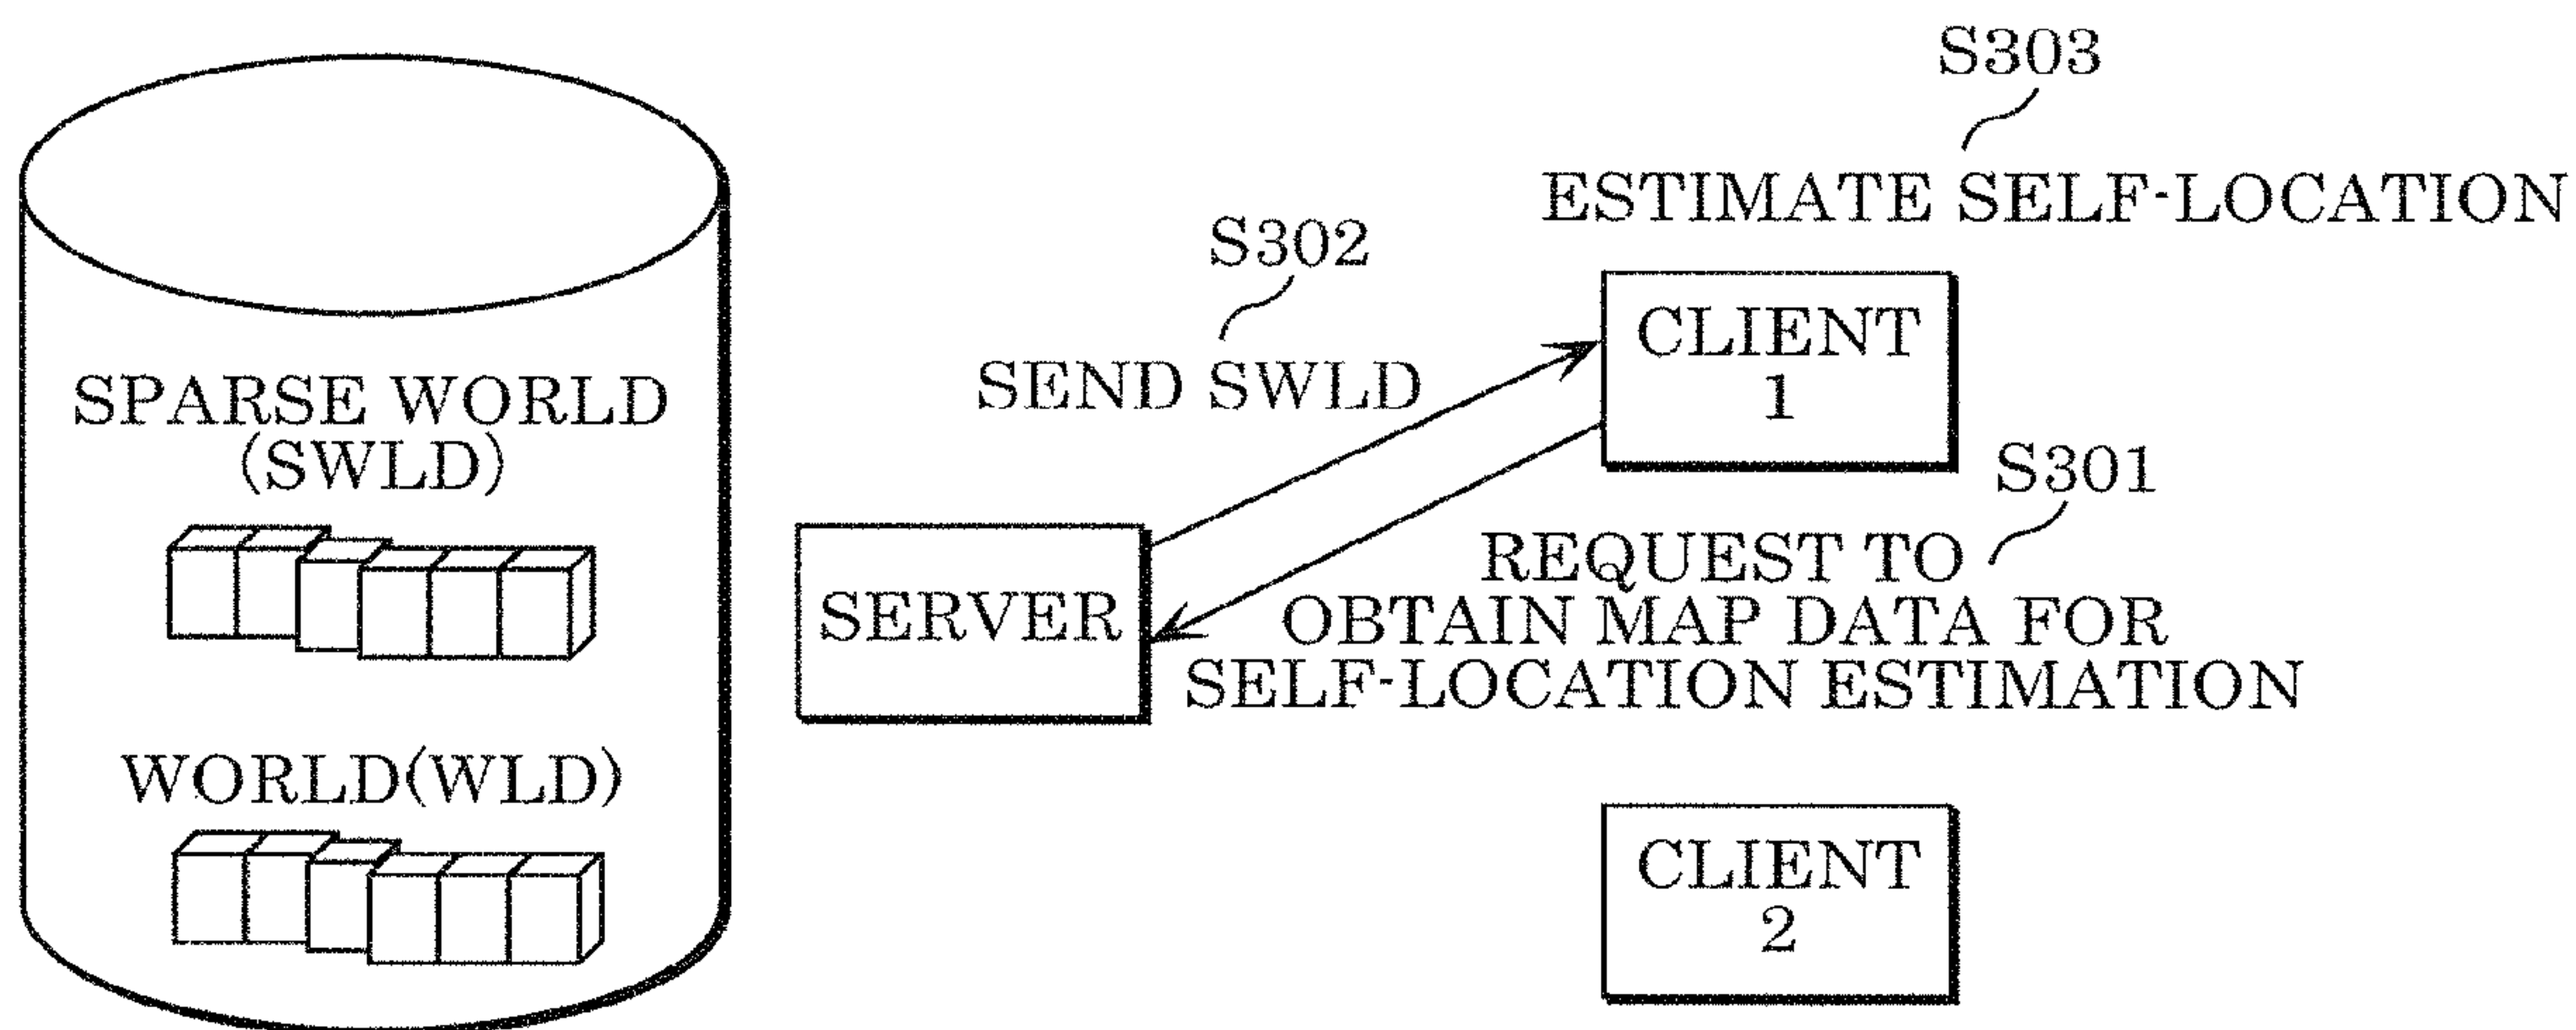 SPARSE WORLD
(SWLD)
WORLD(WLD)
SERVER
S302
SEND SWLD
S303
ESTIMATE SELF-LOCATION
CLIENT
1
S301
REQUEST TO
OBTAIN MAP DATA FOR
SELF-LOCATION ESTIMATION
CLIENT
2